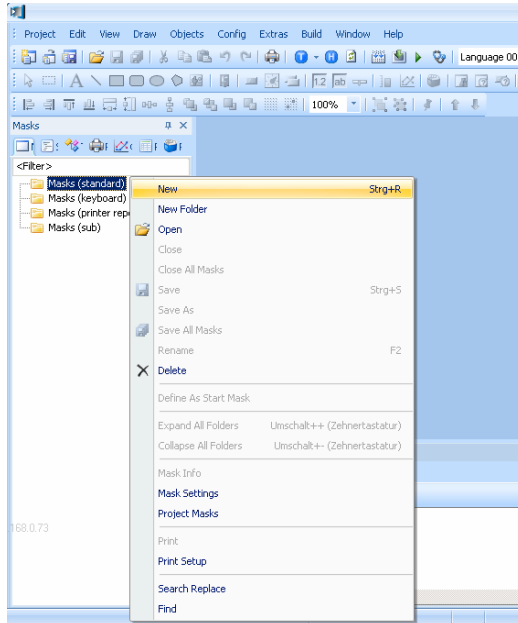 Project Edit View Draw Objects Config Extras Build Window Help
Language 00
A 1.2 ab
100%
Masks
<Filter>
Masks (standard)
Masks (keyboard)
Masks (printer rep
Masks (sub)
New Strg+R
New Folder
Open
Close
Close All Masks
Save Strg+S
Save As
Save All Masks
Rename F2
Delete
Define As Start Mask
Expand All Folders Umschalt++ (Zehnertastatur)
Collapse All Folders Umschalt+- (Zehnertastatur)
Mask Info
Mask Settings
Project Masks
168.0.73
Print
Print Setup
Search Replace
Find